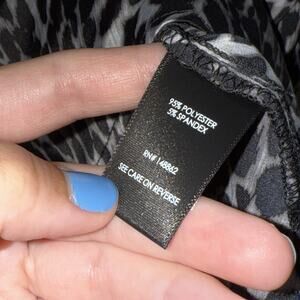 95% POLYESTER
5% SPANDEX
RN# 148862
SEE CARE ON REVERSE